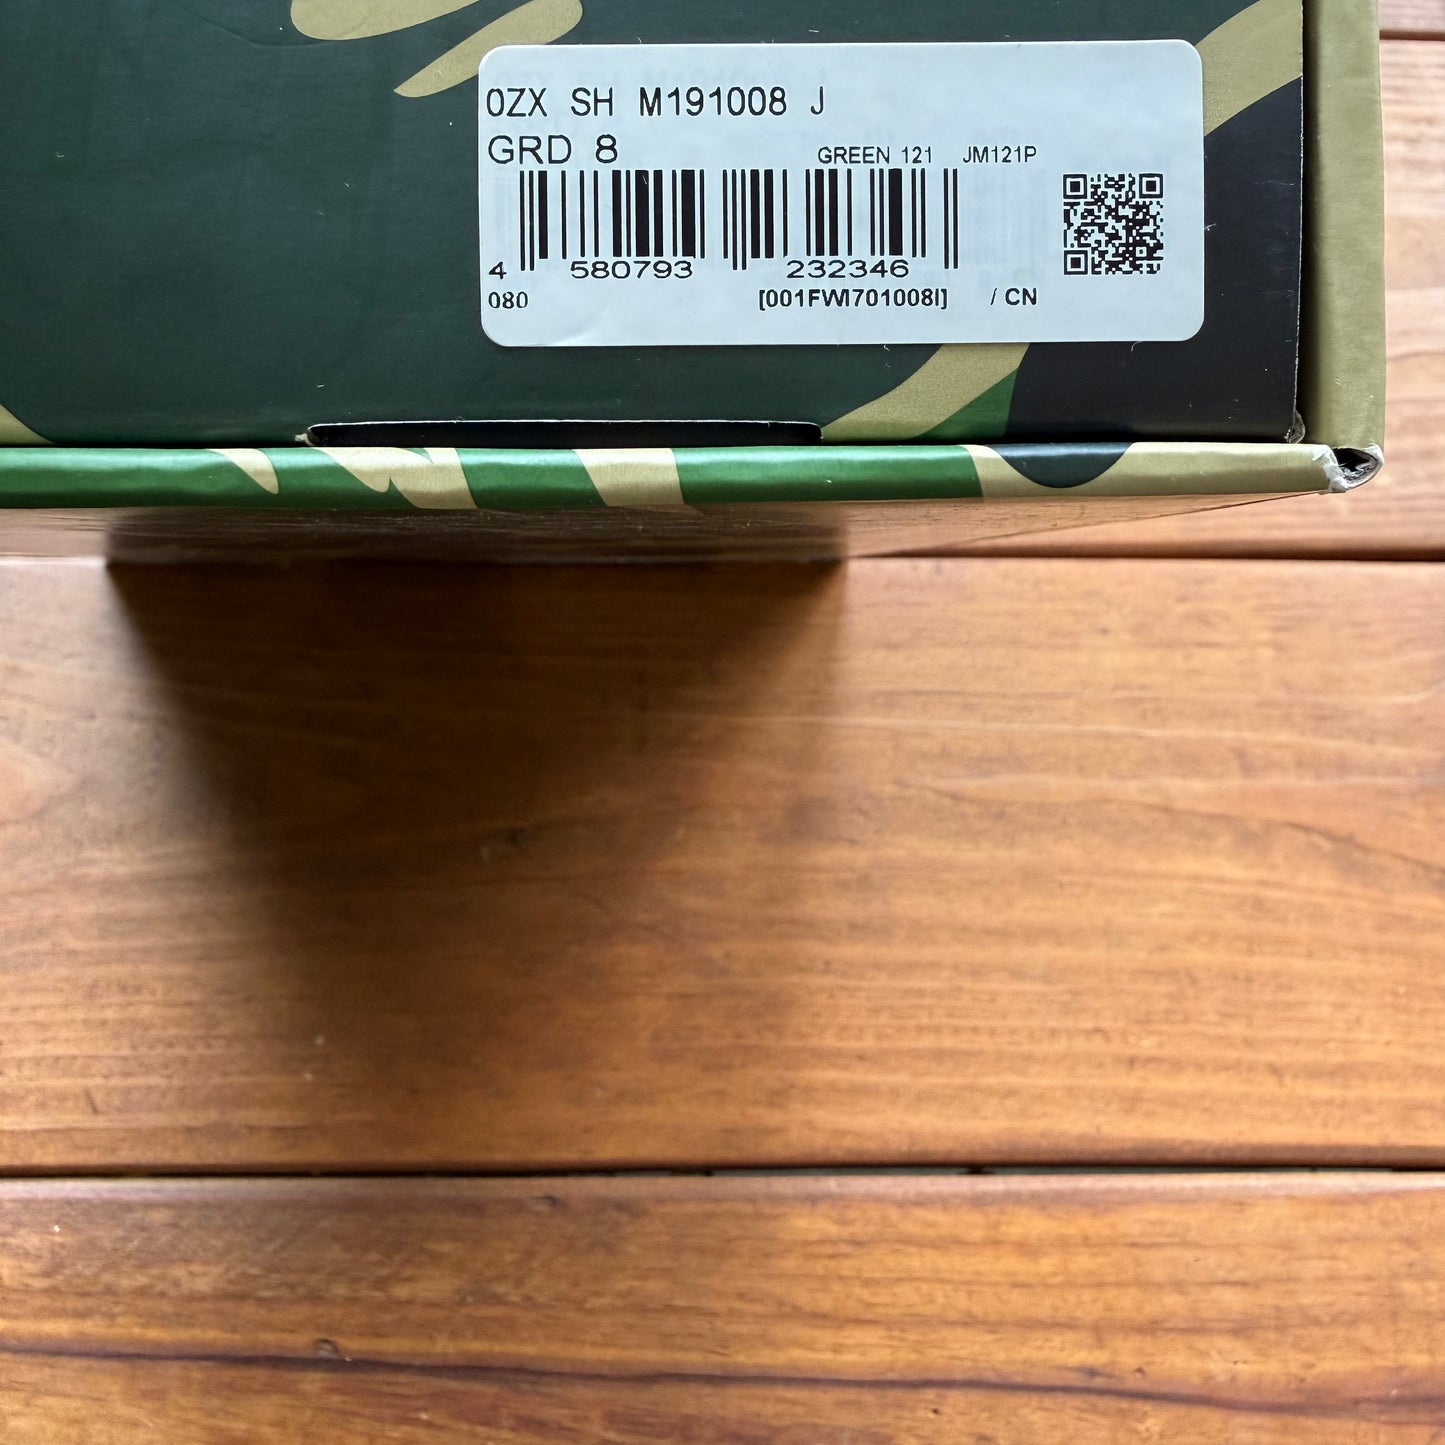 0ZX SH M191008 J
GRD 8
GREEN 121 JM121P
4 580793 232346
080 [001FWI701008I] / CN